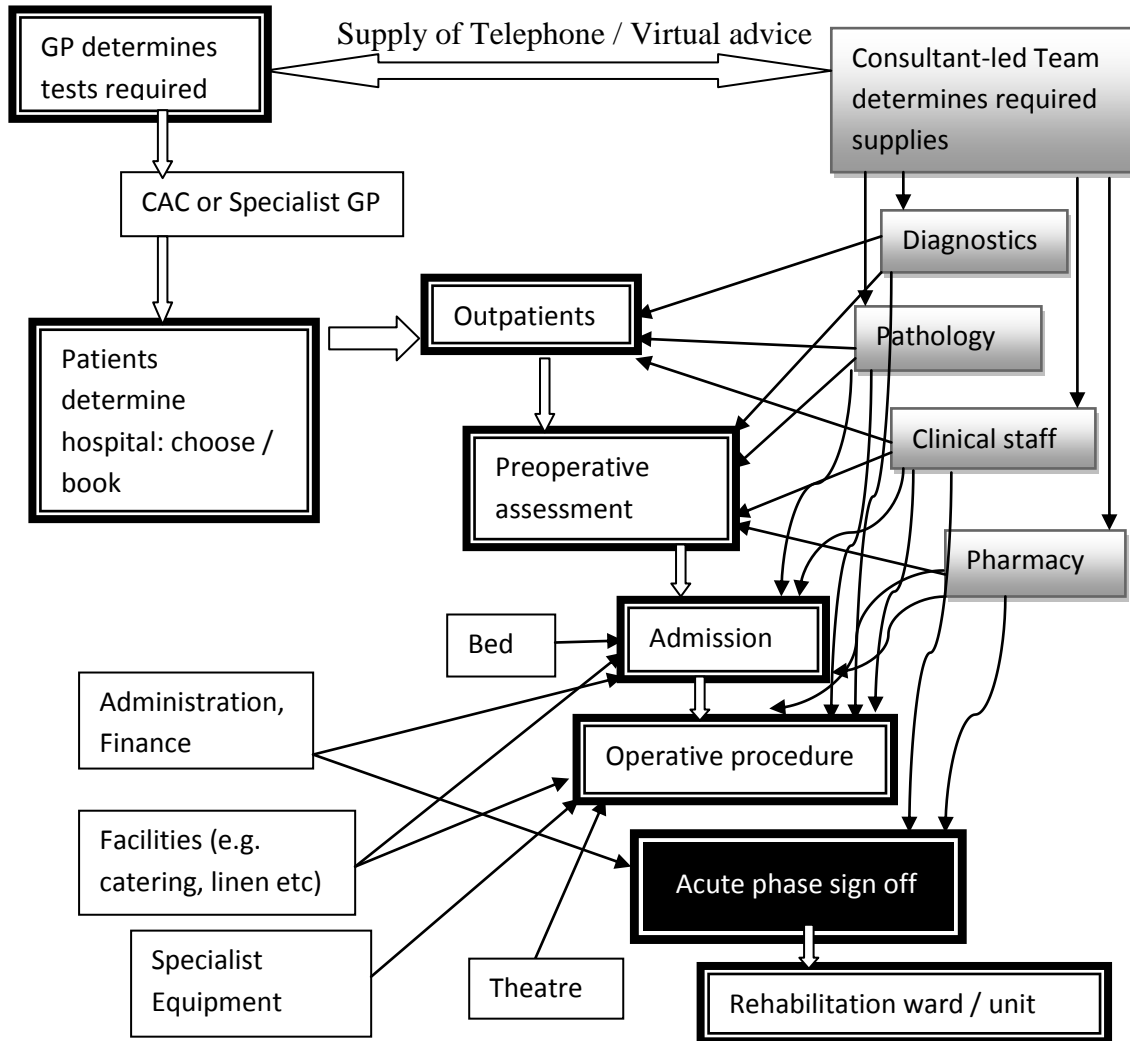 GP determines
tests required
Supply of Telephone / Virtual advice
Consultant-led Team
determines required
supplies
CAC or Specialist GP
Diagnostics
Outpatients
Pathology
Patients
determine
hospital: choose /
book
Clinical staff
Preoperative
assessment
Pharmacy
Bed
Admission
Administration,
Finance
Operative procedure
Facilities (e.g.
catering, linen etc)
Acute phase sign off
Specialist
Equipment
Theatre
Rehabilitation ward / unit